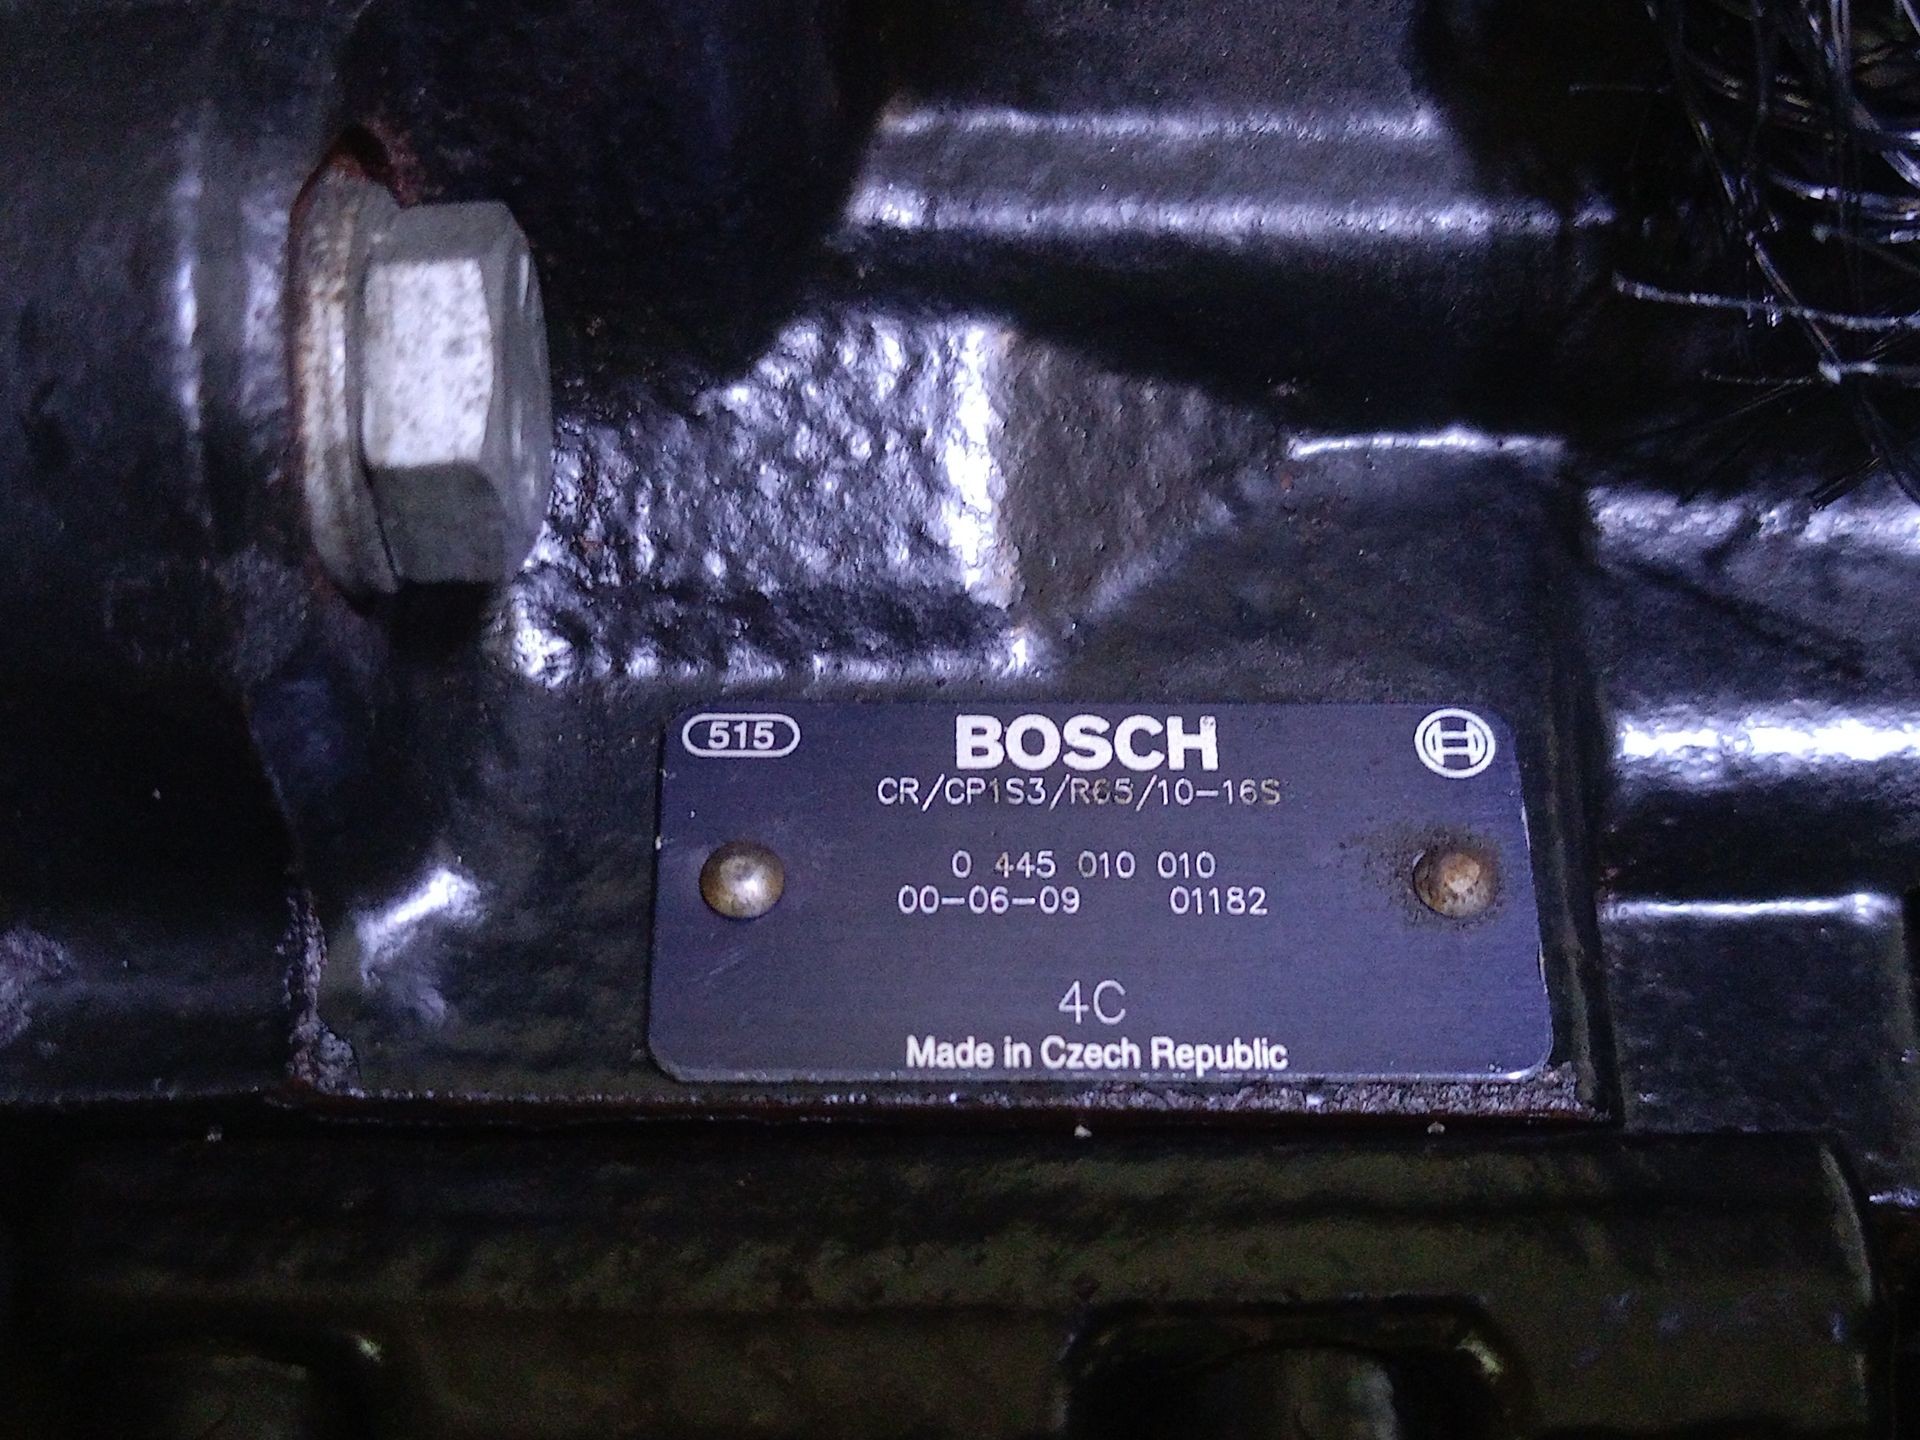 515
BOSCH
CR/CP1S3/R65/10-16S
0 445 010 010
00-06-09 01182
4C
Made in Czech Republic